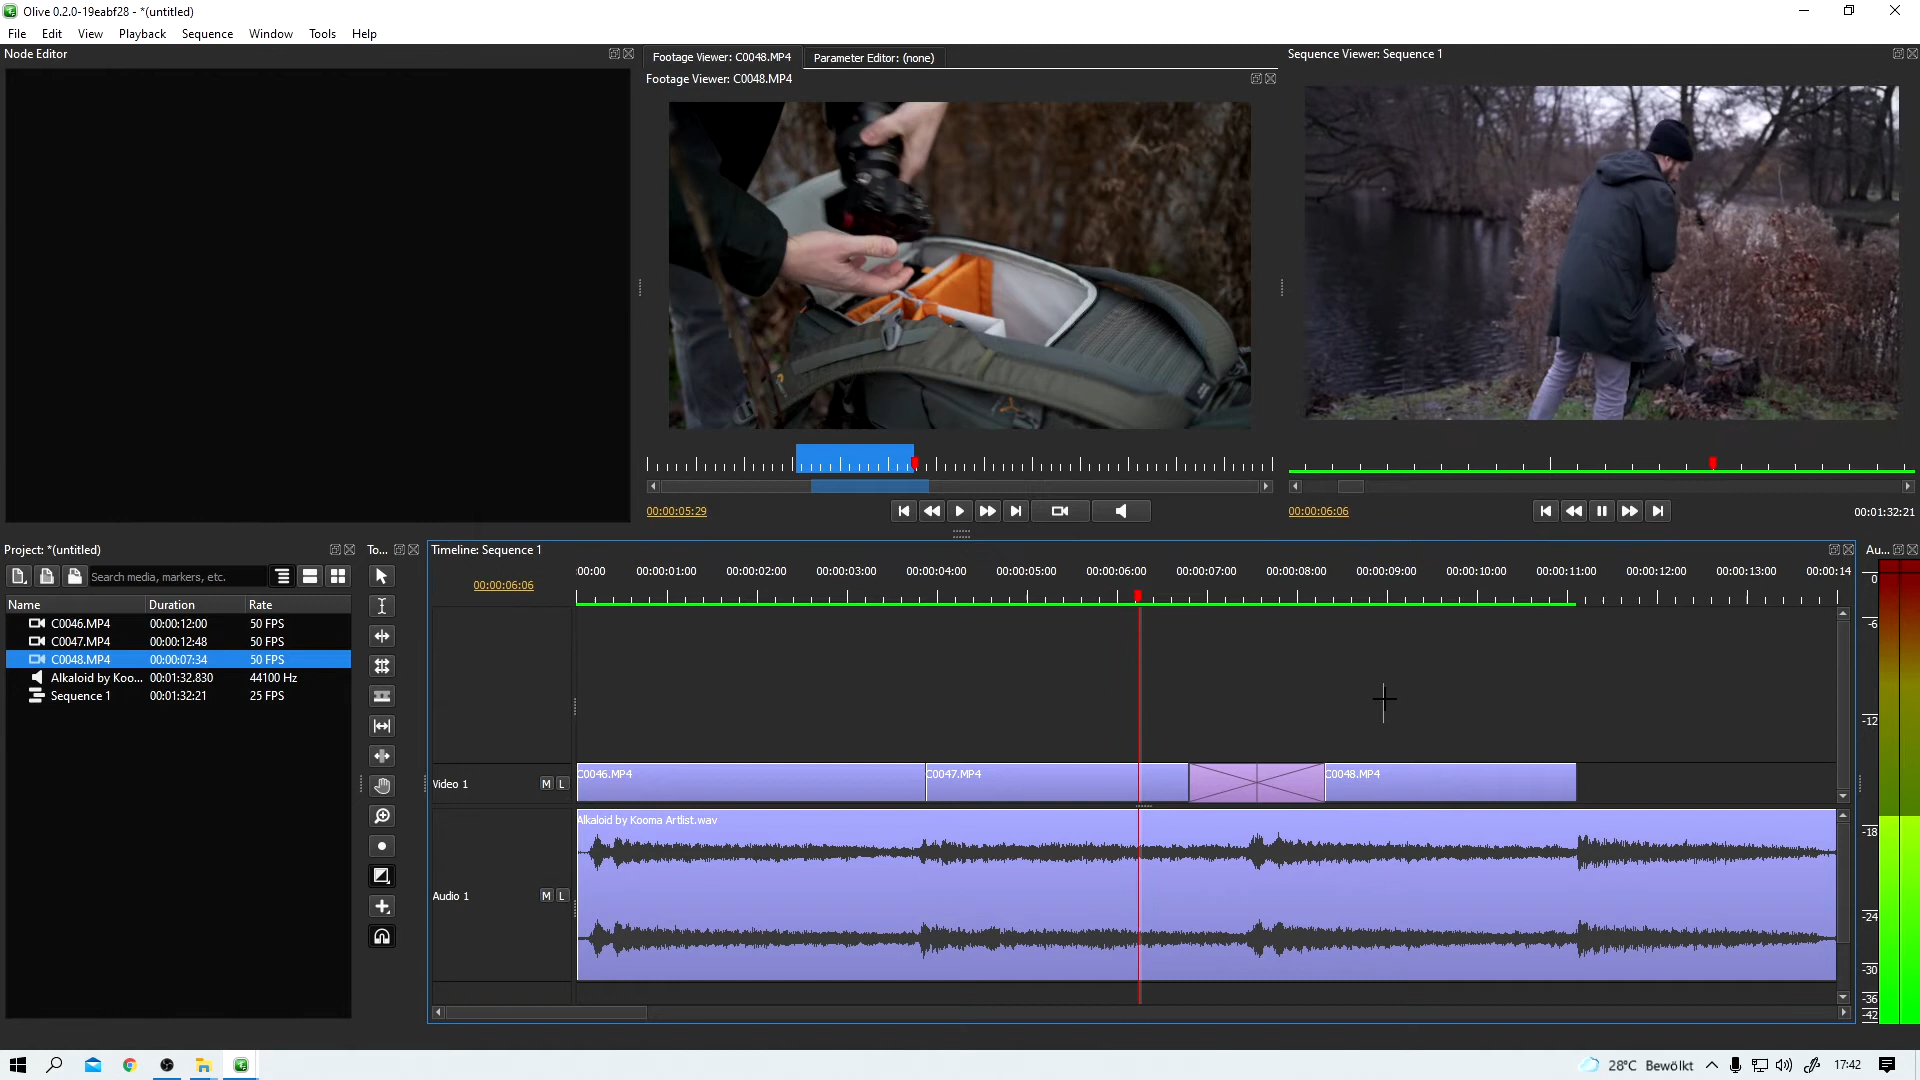 Olive 0.2.0-19eabf28 - *(untitled)
File Edit View Playback Sequence Window Tools Help
Node Editor
Footage Viewer: C0048.MP4 Parameter Editor: (none)
Footage Viewer: C0048.MP4
Sequence Viewer: Sequence 1
00:00:05:29
00:00:06:06
00:01:32:21
Project: *(untitled)
To...
Search media, markers, etc.
Name Duration Rate
C0046.MP4 00:00:12:00 50 FPS
C0047.MP4 00:00:12:48 50 FPS
C0048.MP4 00:00:07:34 50 FPS
Alkaloid by Koo... 00:01:32.830 44100 Hz
Sequence 1 00:01:32:21 25 FPS
Timeline: Sequence 1
00:00:06:06
:00:00 00:00:01:00 00:00:02:00 00:00:03:00 00:00:04:00 00:00:05:00 00:00:06:00 00:00:07:00 00:00:08:00 00:00:09:00 00:00:10:00 00:00:11:00 00:00:12:00 00:00:13:00 00:00:14
Video 1 M L
C0046.MP4 C0047.MP4 C0048.MP4
Alkaloid by Kooma Artlist.wav
Audio 1 M L
Au...
0
-6
-12
-18
-24
-30
-36
-42
28°C Bewölkt 17:42